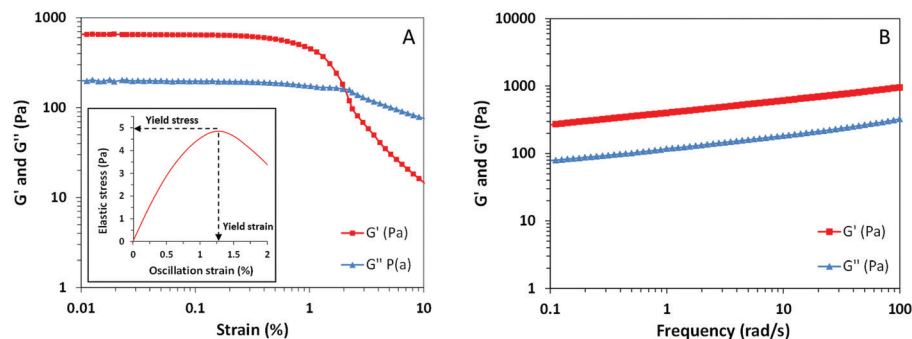 A
G' and G'' (Pa)
1000
100
10
1
0.01
0.1
1
10
Strain (%)
G' (Pa)
G'' P(a)
Elastic stress (Pa)
6
5
4
3
2
1
0
0
0.5
1
1.5
2
Oscillation strain (%)
Yield stress
Yield strain
B
G' and G'' (Pa)
10000
1000
100
10
1
0.1
1
10
100
Frequency (rad/s)
G' (Pa)
G'' (Pa)